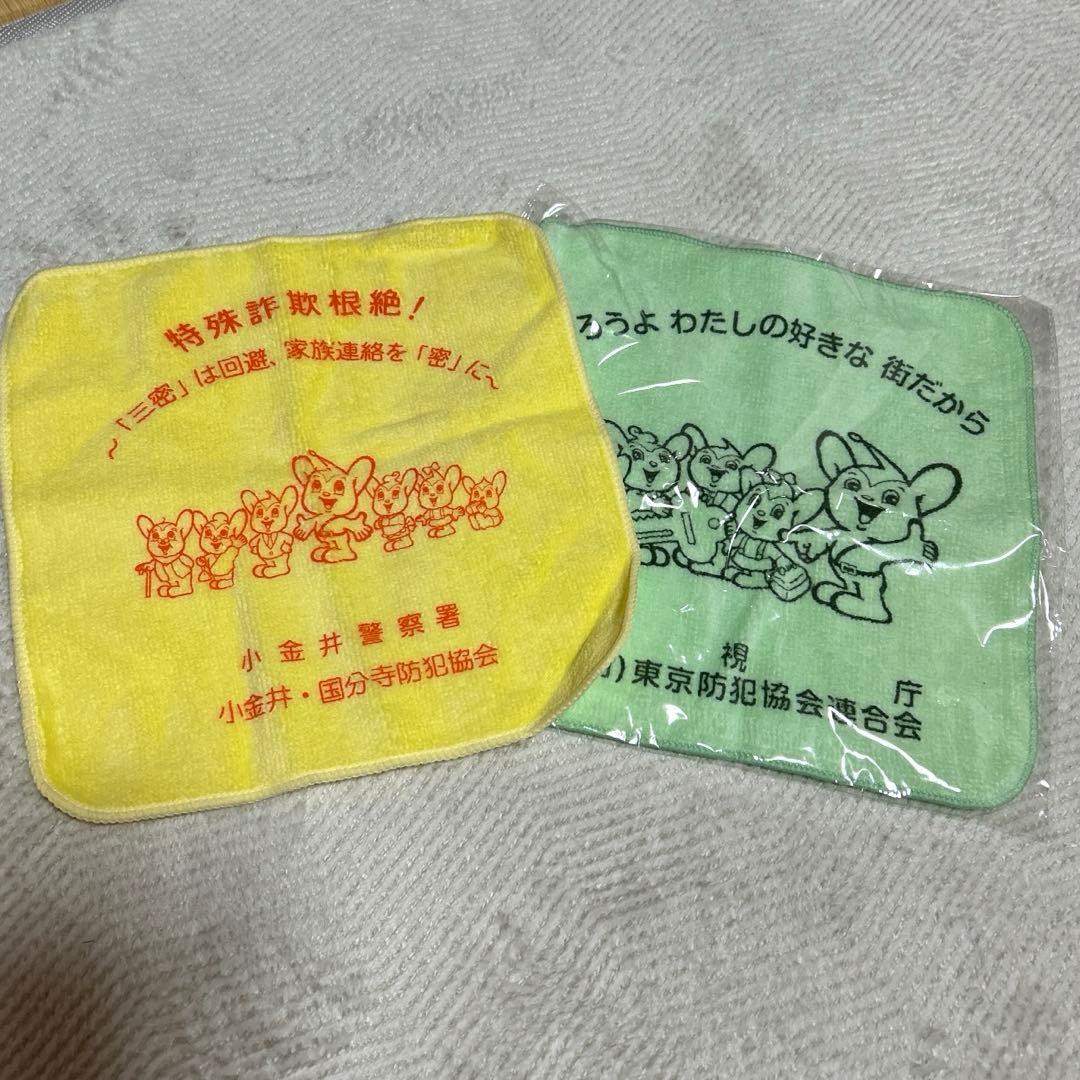 特殊詐欺根絶！
～「三密」は回避、家族連絡を「密」に～
小金井警察署
小金井・国分寺防犯協会
ろうよ わたしの好きな 街だから
視 庁
)東京防犯協会連合会